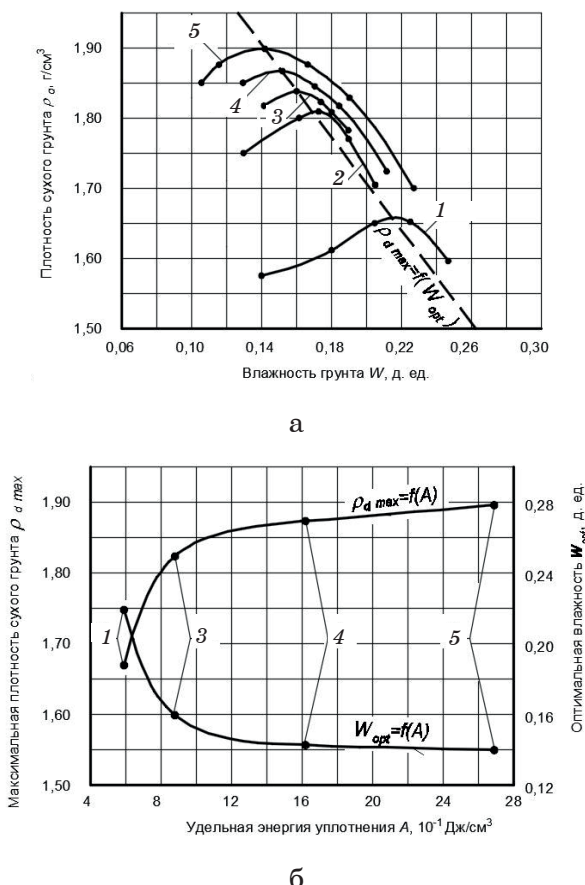 Плотность сухого грунта ρ d, г/см³
1,90
1,80
1,70
1,60
1,50
5
4
3
2
1
ρ d max=f(W opt)
0,06 0,10 0,14 0,18 0,22 0,26 0,30
Влажность грунта W, д. ед.
а
Максимальная плотность сухого грунта ρ d max
1,90
1,80
1,70
1,60
1,50
ρd max=f(A)
1 3 4 5
Wopt=f(A)
0,28
0,24
0,20
0,16
0,12
Оптимальная влажность Wopt, д. ед.
4 8 12 16 20 24 28
Удельная энергия уплотнения А, 10⁻¹ Дж/см³
б